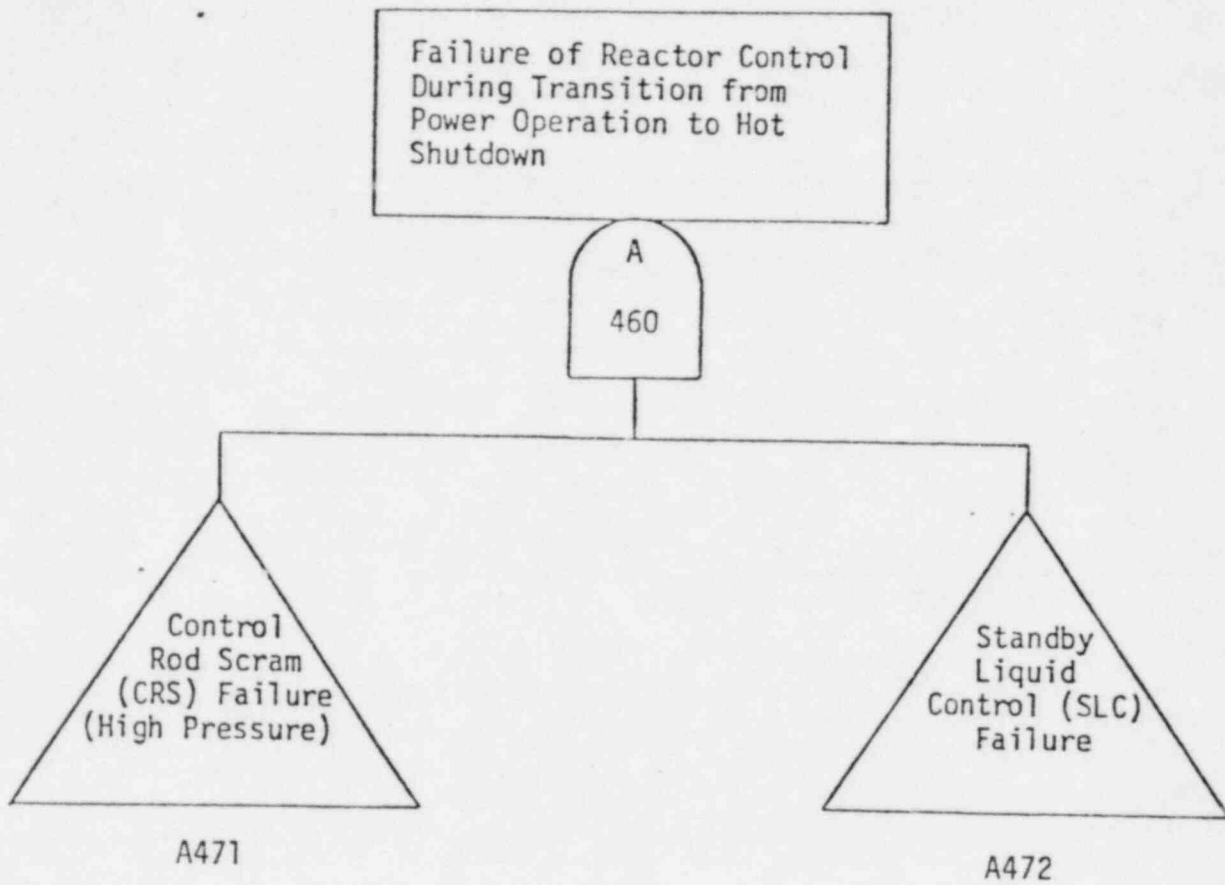 Failure of Reactor Control
During Transition from
Power Operation to Hot
Shutdown
A
460
Control
Rod Scram
(CRS) Failure
(High Pressure)
Standby
Liquid
Control (SLC)
Failure
A471
A472